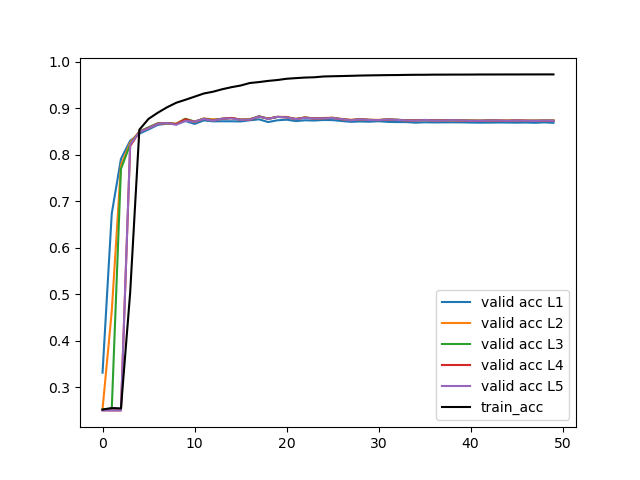 1.0
0.9
0.8
0.7
0.6
0.5
0.4
0.3
0
10
20
30
40
50
valid acc L1
valid acc L2
valid acc L3
valid acc L4
valid acc L5
train_acc